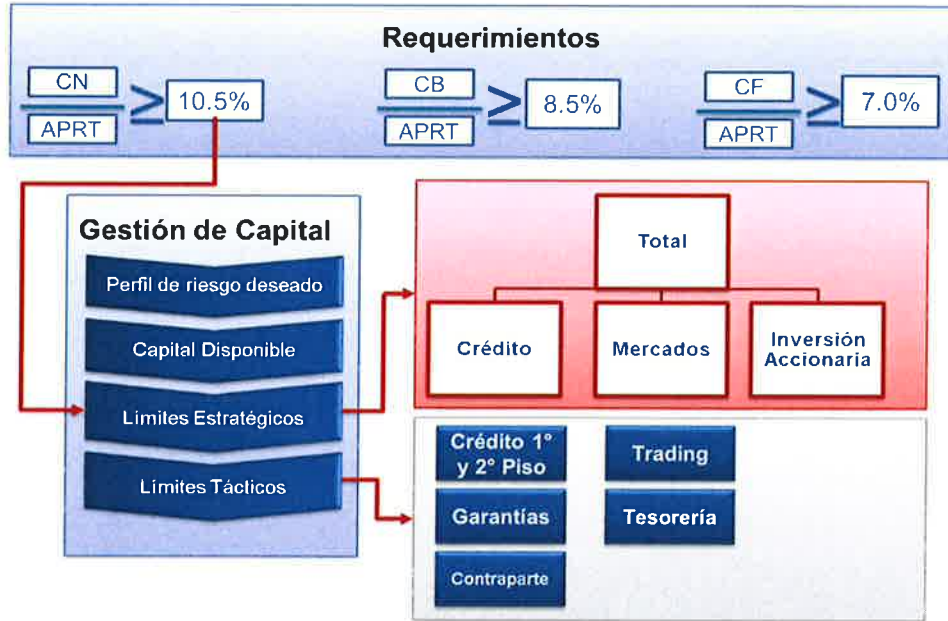 Requerimientos
CN
APRT
≥
10.5%
CB
APRT
≥
8.5%
CF
APRT
≥
7.0%
Gestión de Capital
Perfil de riesgo deseado
Capital Disponible
Límites Estratégicos
Límites Tácticos
Total
Crédito
Mercados
Inversión
Accionaria
Crédito 1°
y 2° Piso
Trading
Garantías
Tesorería
Contraparte